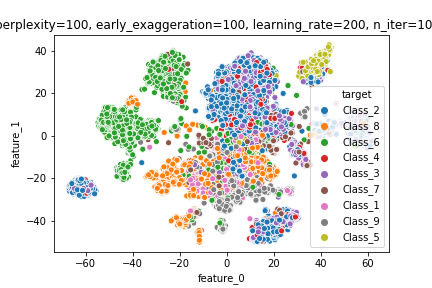 perplexity=100, early_exaggeration=100, learning_rate=200, n_iter=10
40
20
0
−20
−40
feature_1
−60
−40
−20
0
20
40
60
feature_0
target
Class_2
Class_8
Class_6
Class_4
Class_3
Class_7
Class_1
Class_9
Class_5